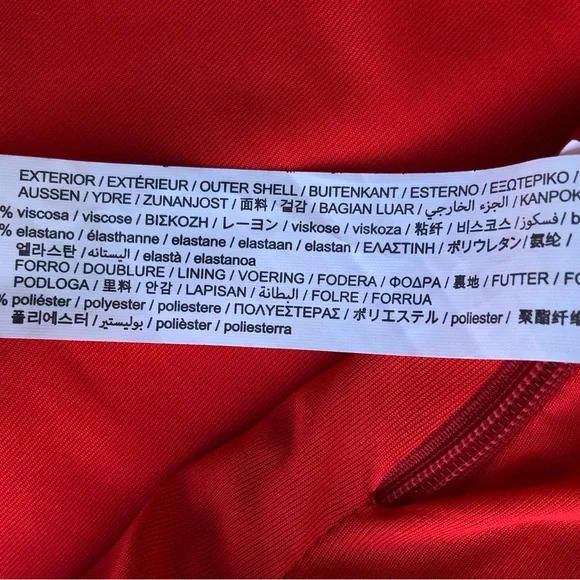 EXTERIOR / EXTÉRIEUR / OUTER SHELL / BUITENKANT / ESTERNO / ΕΞΩΤΕΡΙΚΟ /
AUSSEN / YDRE / ZUNANJOST / 面料 / 겉감 / BAGIAN LUAR / الجزء الخارجي / KANPOK
% viscosa / viscose / ΒΙΣΚΟΖΗ / レーヨン / viskose / viskoza / 粘纤 / 비스코스 / فسكوز / b
% elastano / élasthanne / elastane / elastaan / elastan / ΕΛΑΣΤΙΝΗ / ポリウレタン / 氨纶 /
엘라스탄 / اليستانه / elastà / elastanoa
FORRO / DOUBLURE / LINING / VOERING / FODERA / ΦΟΔΡΑ / 裏地 / FUTTER / FO
PODLOGA / 里料 / 안감 / LAPISAN / البطانة / FOLRE / FORRUA
% poliéster / polyester / poliestere / ΠΟΛΥΕΣΤΕΡΑΣ / ポリエステル / poliester / 聚酯纤维
폴리에스터 / بوليستير / polièster / poliesterra